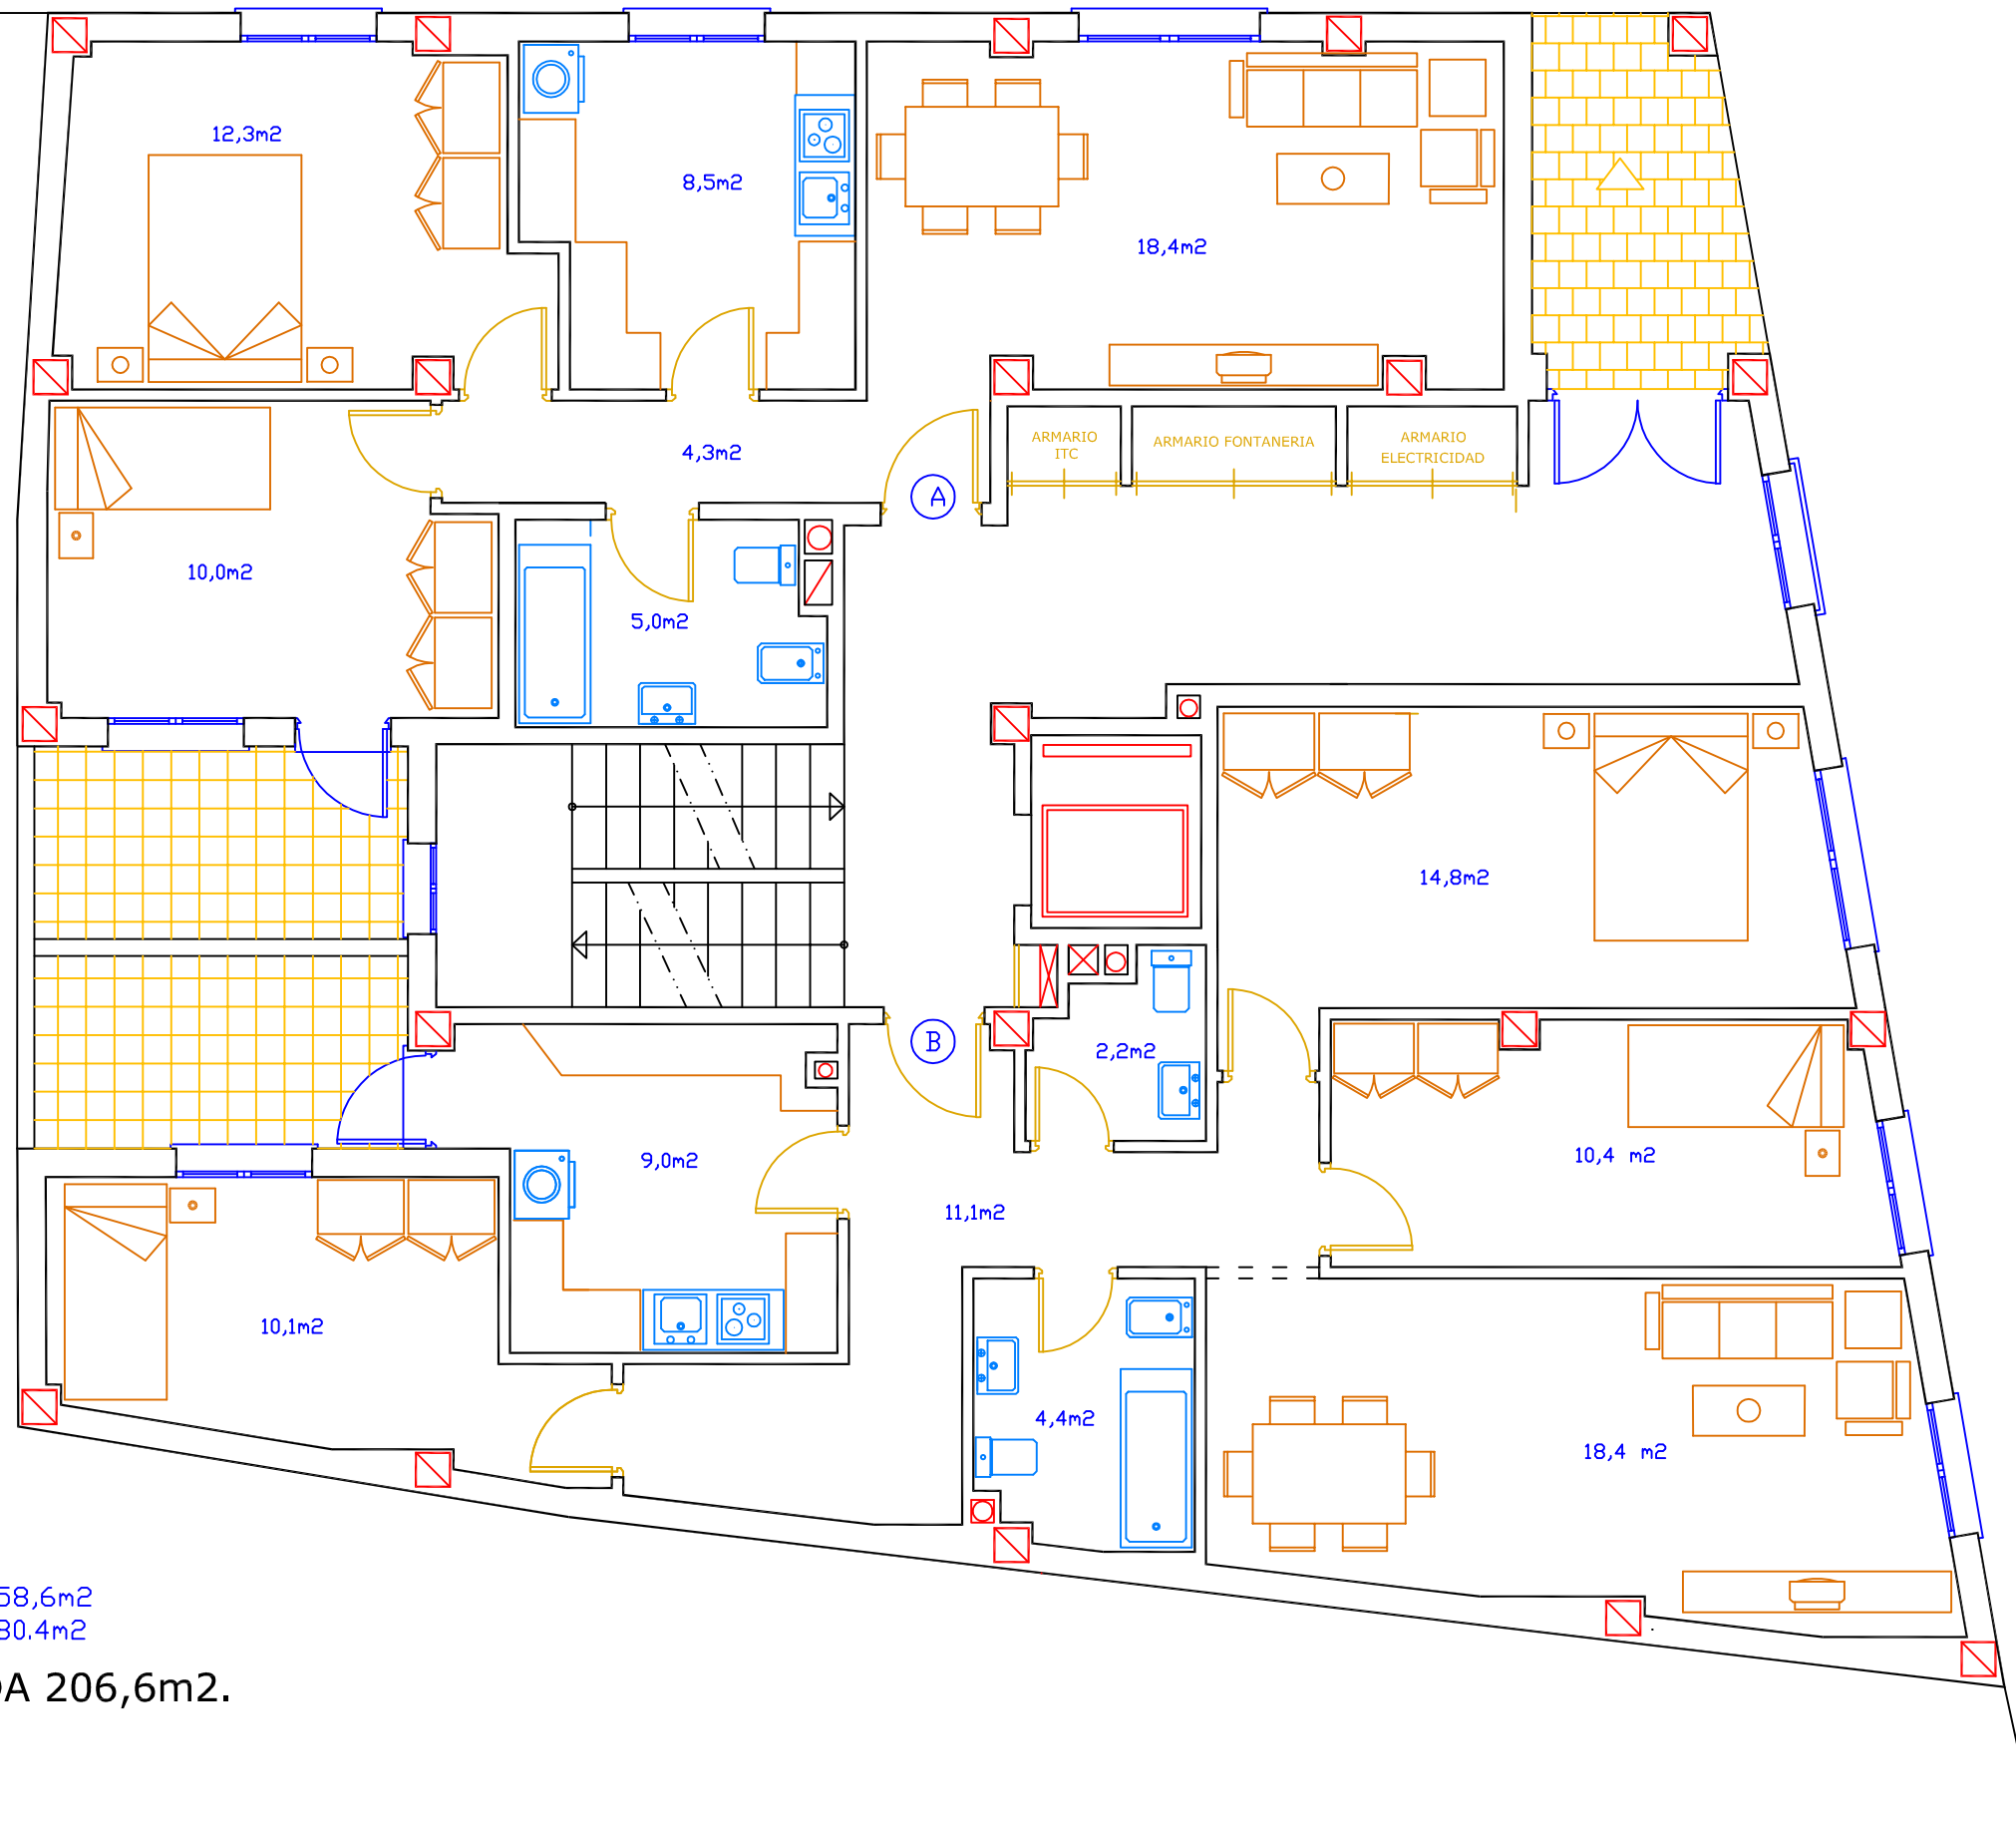 12,3m2
8,5m2
18,4m2
4,3m2
ARMARIO
ITC
ARMARIO FONTANERIA
ARMARIO
ELECTRICIDAD
A
10,0m2
5,0m2
14,8m2
B
2,2m2
9,0m2
10,4 m2
11,1m2
10,1m2
4,4m2
18,4 m2
58,6m2
80.4m2
A 206,6m2.